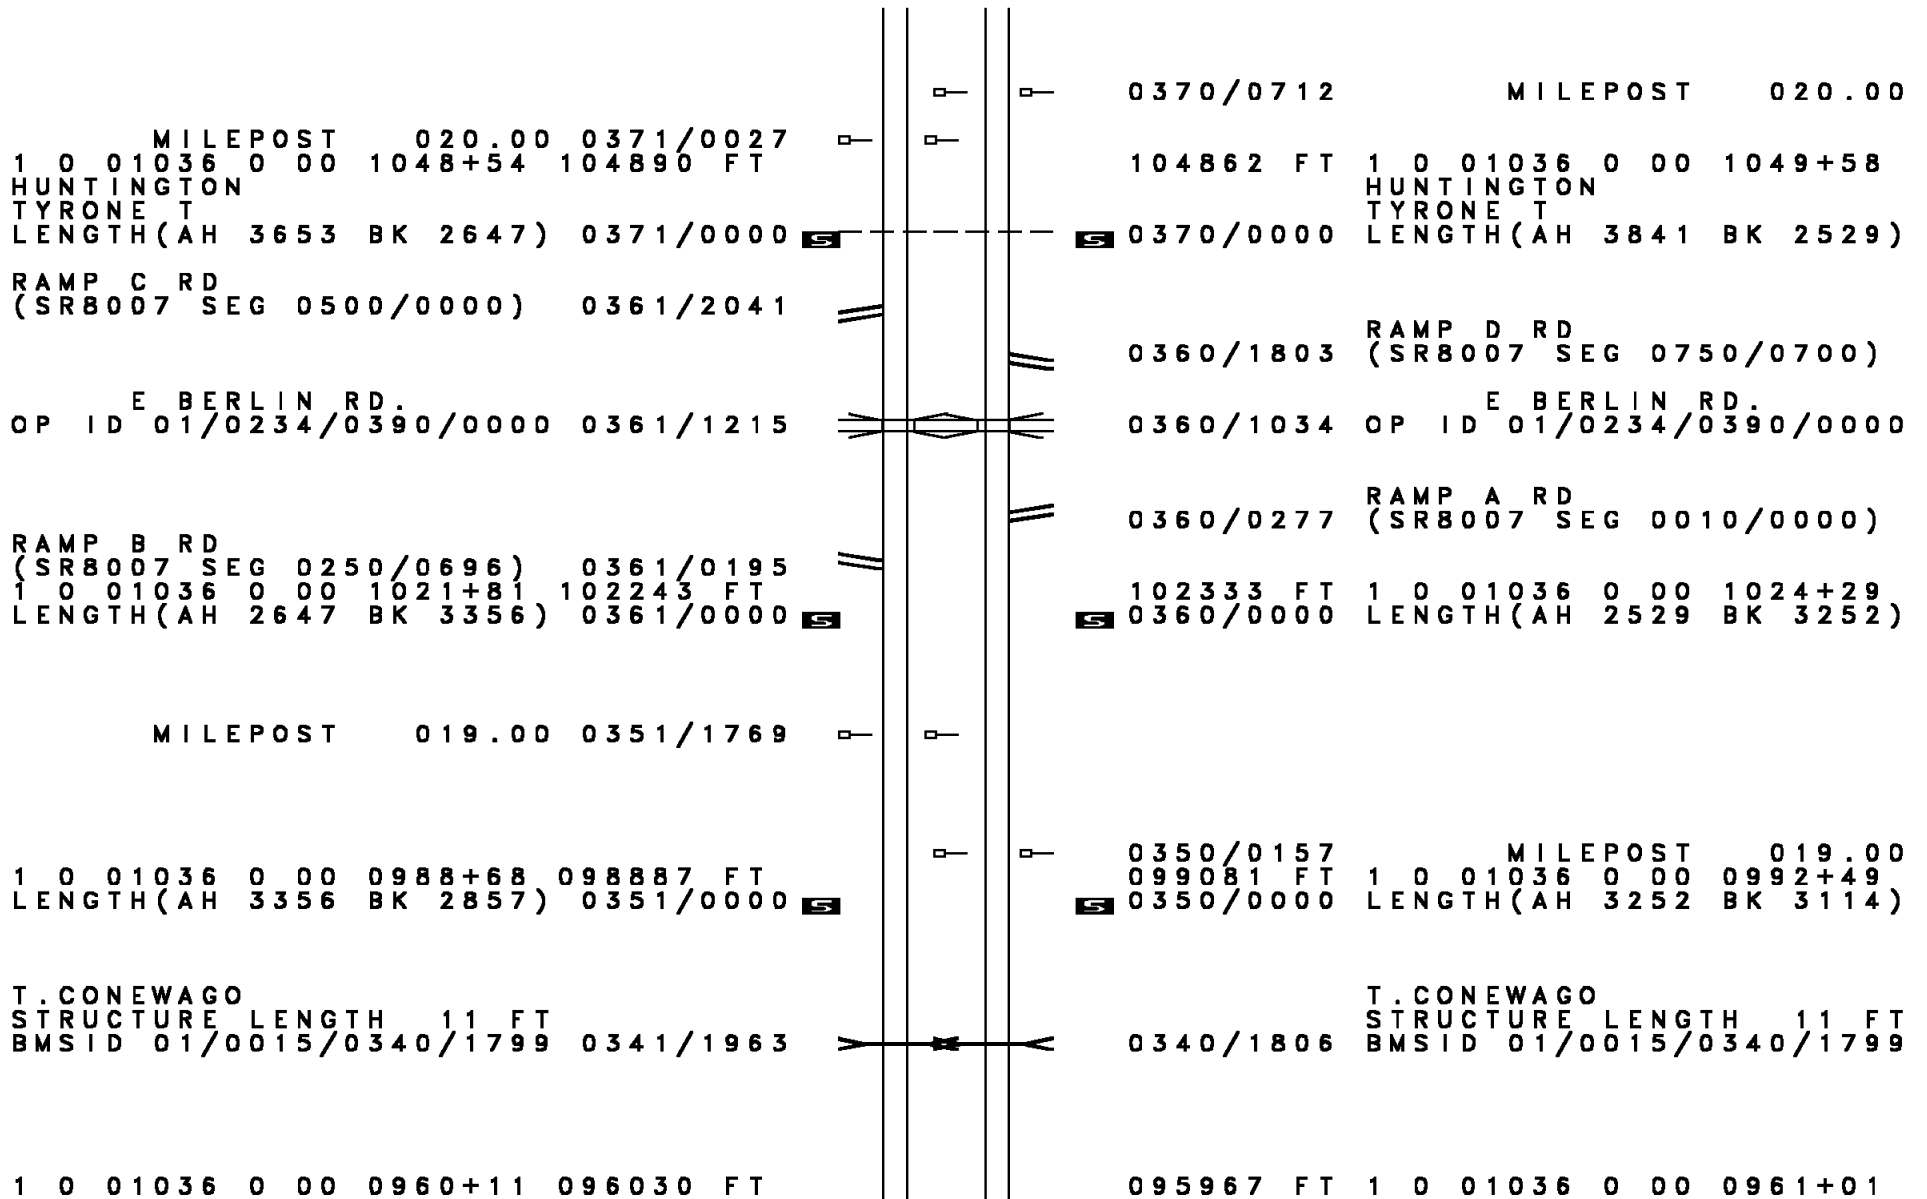 0370/0712 MILEPOST 020.00
MILEPOST 020.00 0371/0027
1 0 01036 0 00 1048+54 104890 FT
104862 FT 1 0 01036 0 00 1049+58
HUNTINGTON
HUNTINGTON
TYRONE T
TYRONE T
LENGTH(AH 3653 BK 2647) 0371/0000 S
S 0370/0000 LENGTH(AH 3841 BK 2529)
RAMP C RD
(SR8007 SEG 0500/0000) 0361/2041
RAMP D RD
0360/1803 (SR8007 SEG 0750/0700)
E BERLIN RD.
E BERLIN RD.
OP ID 01/0234/0390/0000 0361/1215
0360/1034 OP ID 01/0234/0390/0000
RAMP A RD
0360/0277 (SR8007 SEG 0010/0000)
RAMP B RD
(SR8007 SEG 0250/0696) 0361/0195
1 0 01036 0 00 1021+81 102243 FT
102333 FT 1 0 01036 0 00 1024+29
LENGTH(AH 2647 BK 3356) 0361/0000 S
S 0360/0000 LENGTH(AH 2529 BK 3252)
MILEPOST 019.00 0351/1769
0350/0157 MILEPOST 019.00
1 0 01036 0 00 0988+68 098887 FT
099081 FT 1 0 01036 0 00 0992+49
LENGTH(AH 3356 BK 2857) 0351/0000 S
S 0350/0000 LENGTH(AH 3252 BK 3114)
T.CONEWAGO
T.CONEWAGO
STRUCTURE LENGTH 11 FT
STRUCTURE LENGTH 11 FT
BMSID 01/0015/0340/1799 0341/1963
0340/1806 BMSID 01/0015/0340/1799
1 0 01036 0 00 0960+11 096030 FT
095967 FT 1 0 01036 0 00 0961+01